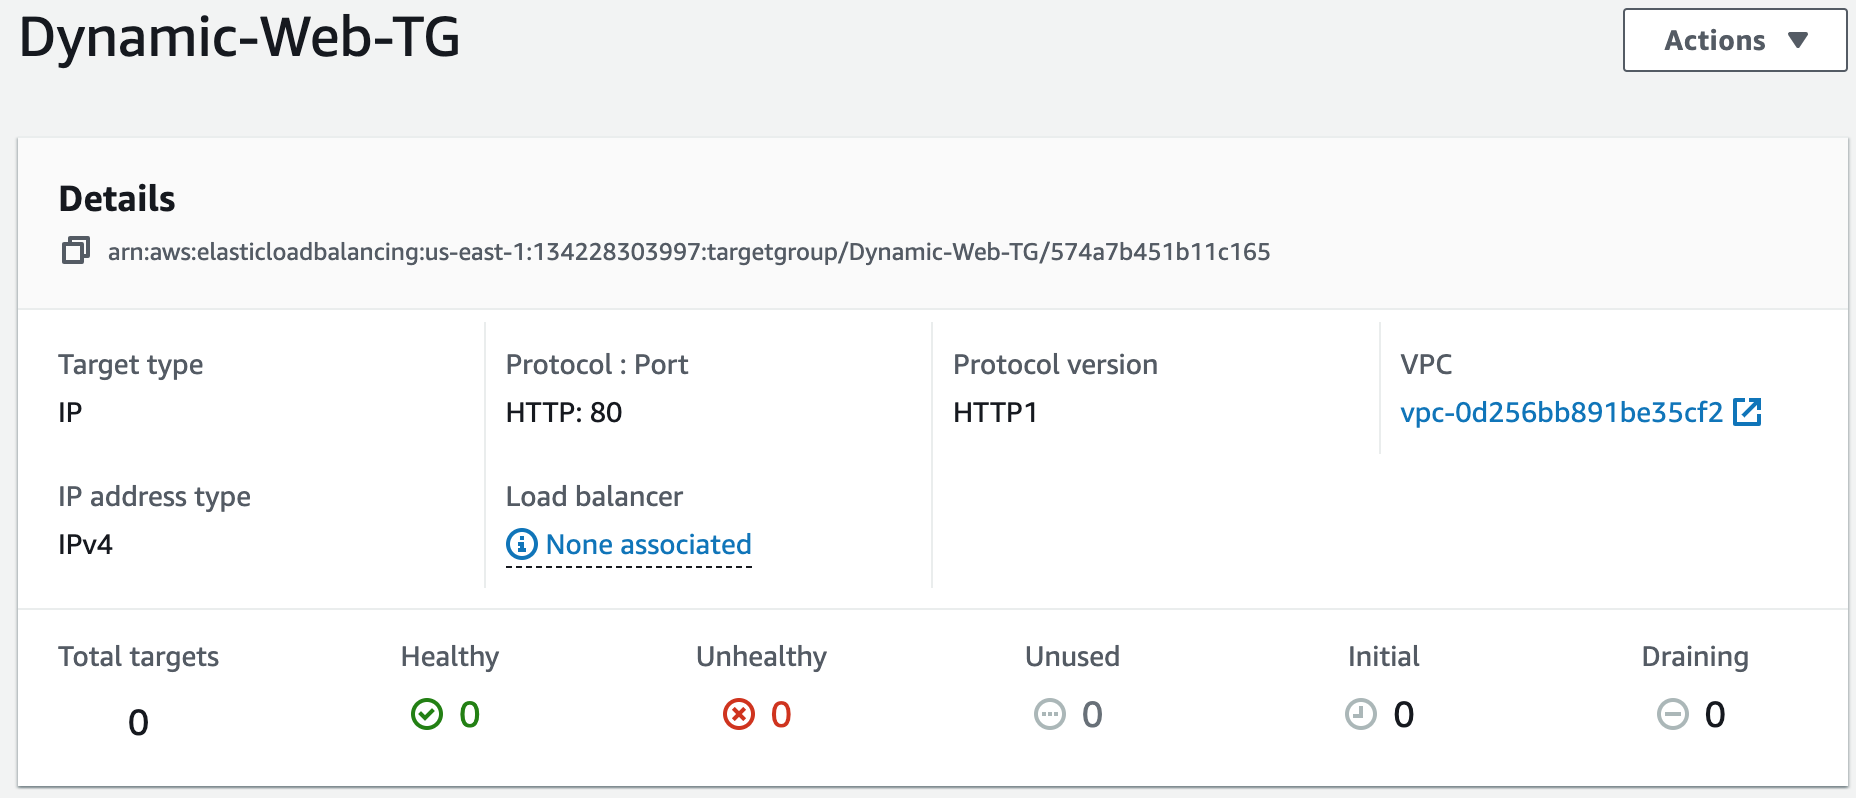 Dynamic-Web-TG
Actions
Details
arn:aws:elasticloadbalancing:us-east-1:134228303997:targetgroup/Dynamic-Web-TG/574a7b451b11c165
Target type
IP
Protocol : Port
HTTP: 80
Protocol version
HTTP1
VPC
vpc-0d256bb891be35cf2
IP address type
IPv4
Load balancer
None associated
Total targets
0
Healthy
0
Unhealthy
0
Unused
0
Initial
0
Draining
0